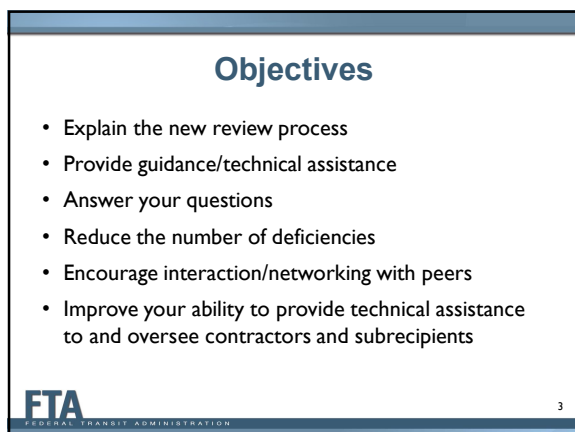 Objectives
• Explain the new review process
• Provide guidance/technical assistance
• Answer your questions
• Reduce the number of deficiencies
• Encourage interaction/networking with peers
• Improve your ability to provide technical assistance
to and oversee contractors and subrecipients
FTA
FEDERAL TRANSIT ADMINISTRATION
3